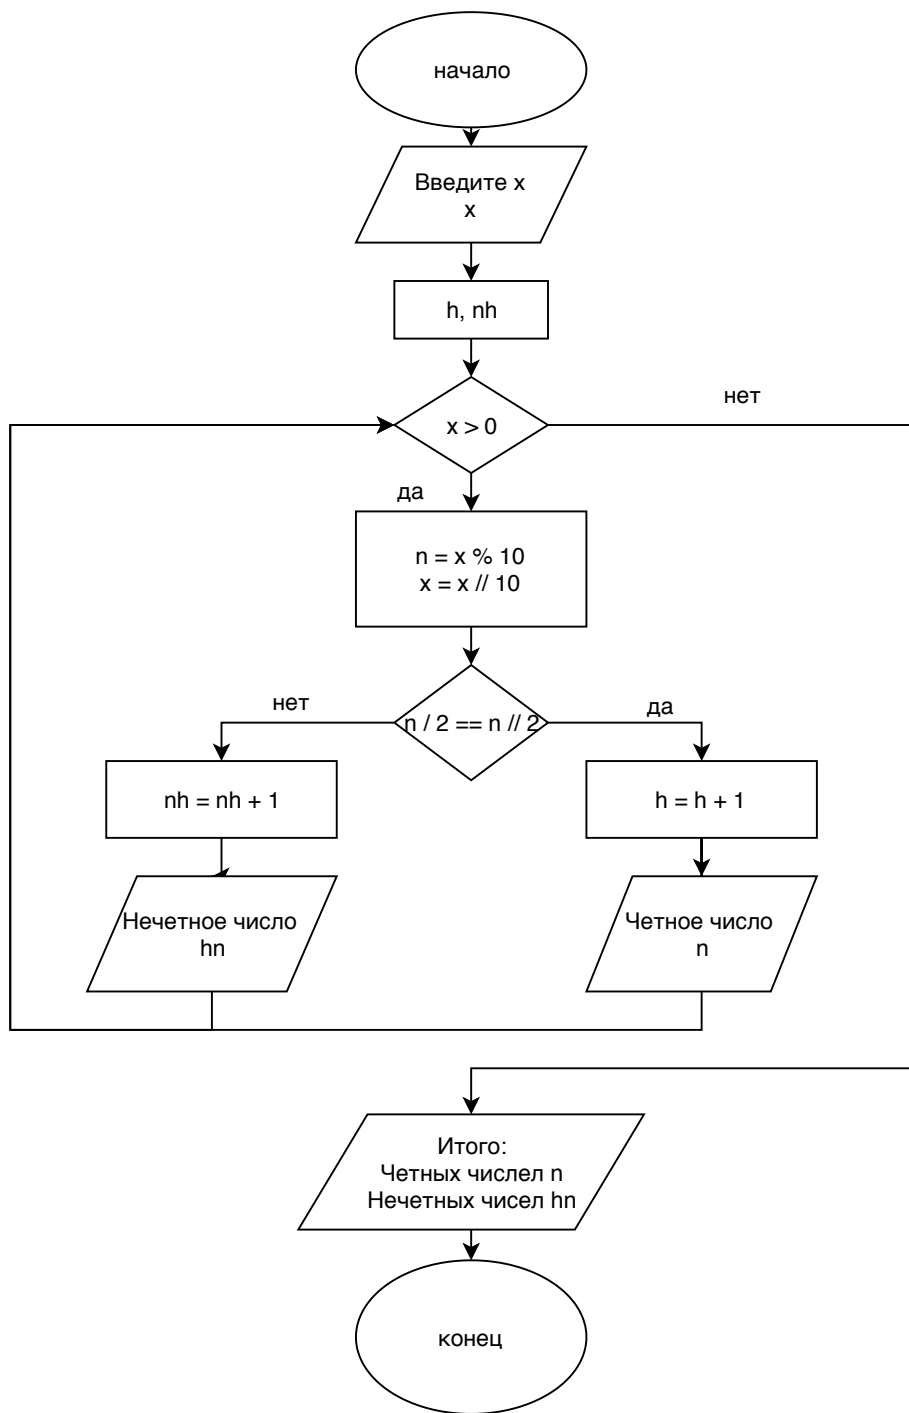 начало
Введите x
x
h, nh
x > 0
нет
да
n = x % 10
x = x // 10
n / 2 == n // 2
нет
да
nh = nh + 1
h = h + 1
Нечетное число
hn
Четное число
n
Итого:
Четных числел n
Нечетных чисел hn
конец